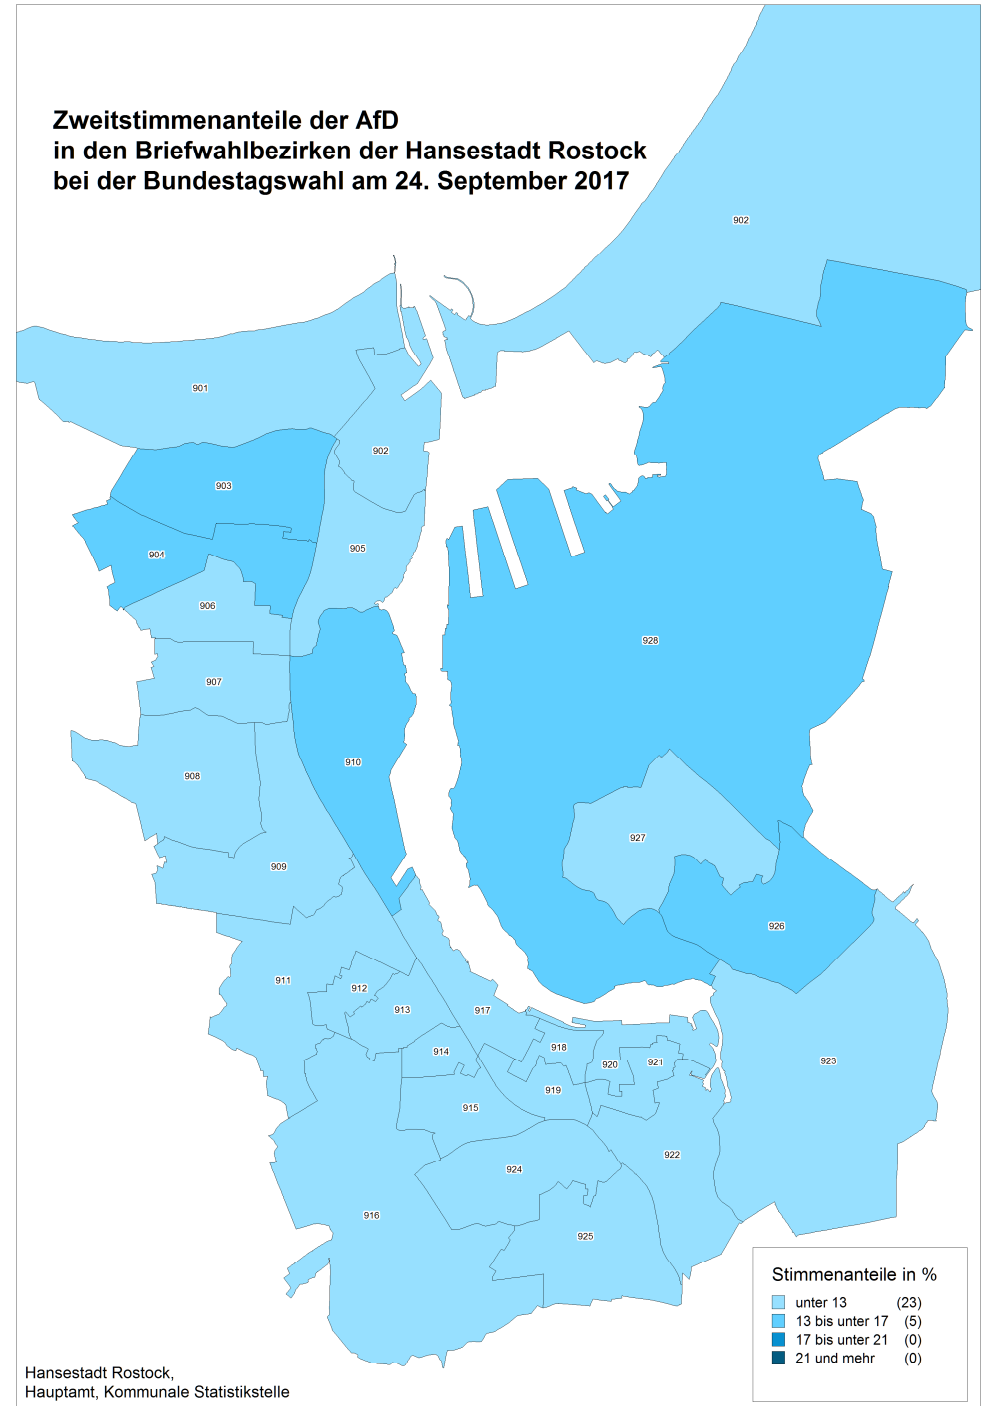 Zweitstimmenanteile der AfD
in den Briefwahlbezirken der Hansestadt Rostock
bei der Bundestagswahl am 24. September 2017
902
901
902
903
905
904
906
928
907
910
908
927
909
926
911
912
913
917
918
914
920
921
923
919
915
922
924
916
925
Stimmenanteile in %
unter 13 (23)
13 bis unter 17 (5)
17 bis unter 21 (0)
21 und mehr (0)
Hansestadt Rostock,
Hauptamt, Kommunale Statistikstelle